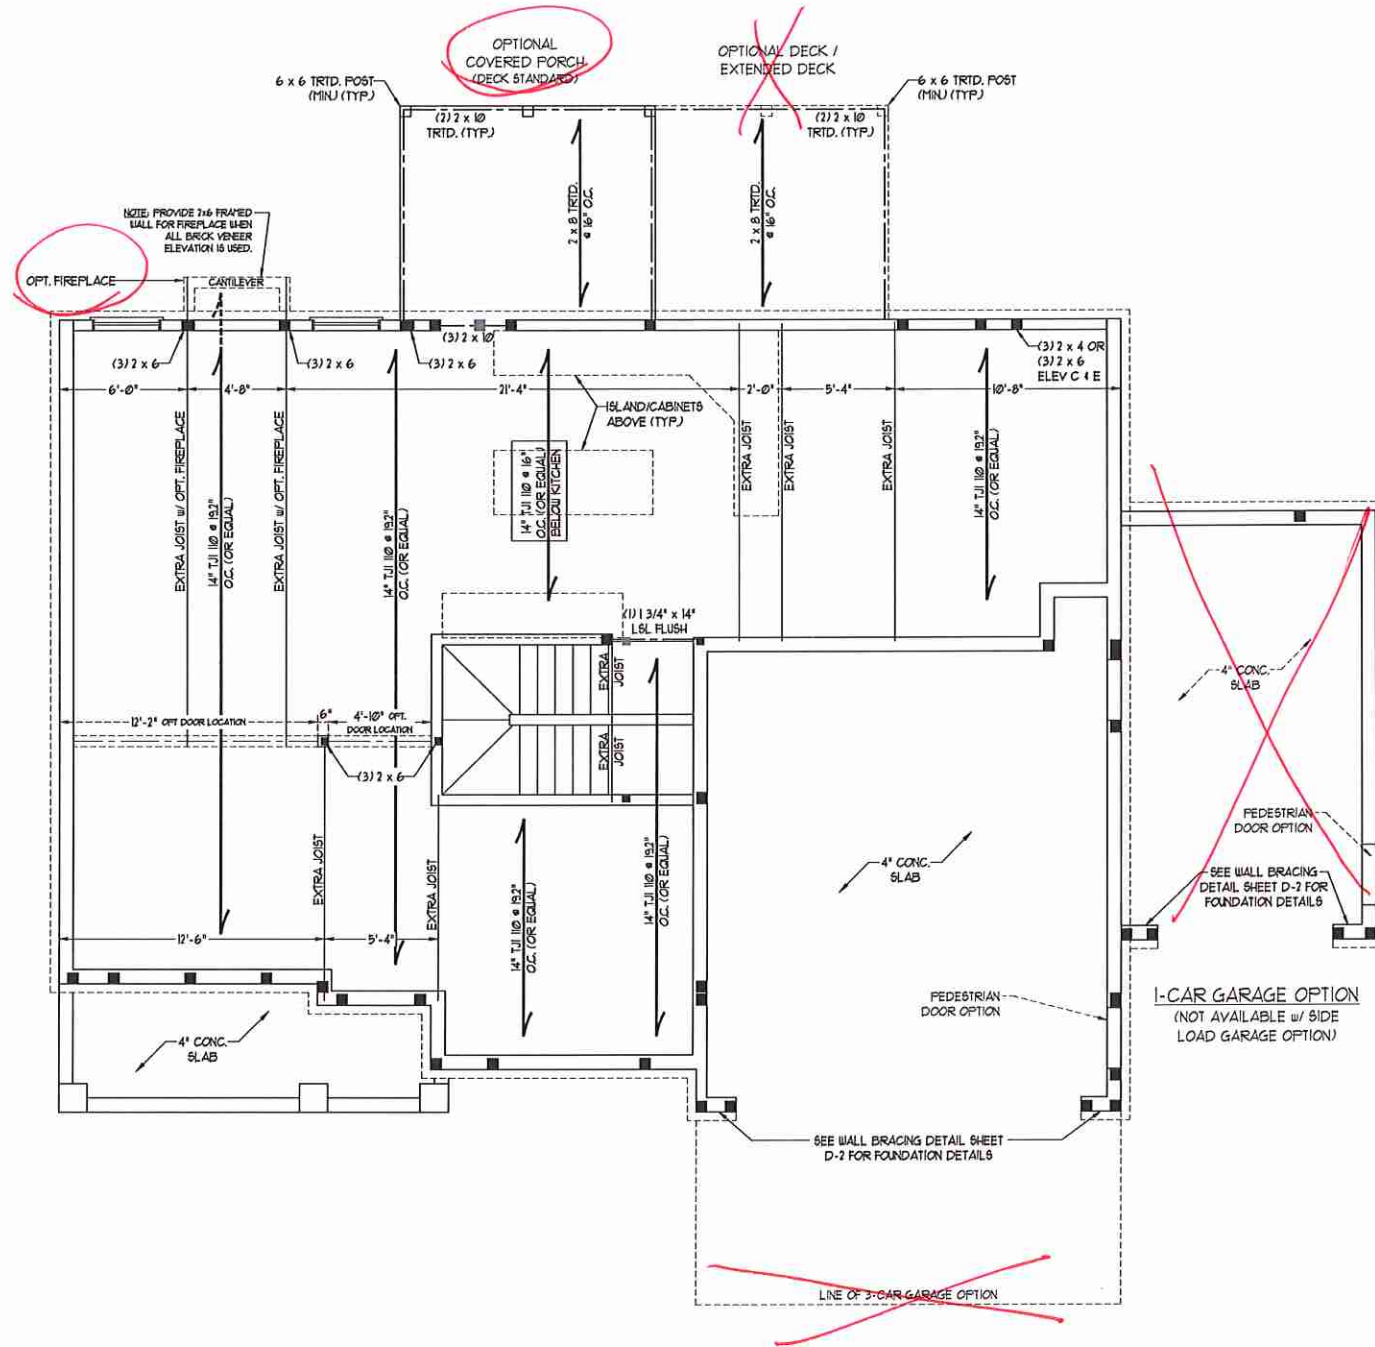 OPTIONAL
COVERED PORCH
(DECK STANDARD)
OPTIONAL DECK /
EXTENDED DECK
6 x 6 TRTD. POST
(MIN.) (TYP.)
6 x 6 TRTD. POST
(MIN.) (TYP.)
(2) 2 x 10
TRTD. (TYP.)
(2) 2 x 10
TRTD. (TYP.)
2 x 8 TRTD.
@ 16" O.C.
2 x 8 TRTD.
@ 16" O.C.
NOTE: PROVIDE 2x6 FRAMED
WALL FOR FIREPLACE WHEN
ALL BRICK VENEER
ELEVATION IS USED.
OPT. FIREPLACE
CANTILEVER
(3) 2 x 6
(3) 2 x 6
(3) 2 x 6
(3) 2 x 10
(3) 2 x 4 OR
(3) 2 x 6
ELEV C & E
6'-0"
4'-8"
21'-4"
2'-0"
5'-4"
10'-8"
ISLAND/CABINETS
ABOVE (TYP.)
EXTRA JOIST w/ OPT. FIREPLACE
14" TJI 110 @ 19.2"
O.C. (OR EQUAL)
EXTRA JOIST w/ OPT. FIREPLACE
14" TJI 110 @ 19.2"
O.C. (OR EQUAL)
14" TJI 110 @ 16"
O.C. (OR EQUAL)
BELOW KITCHEN
EXTRA JOIST
EXTRA JOIST
EXTRA JOIST
14" TJI 110 @ 19.2"
O.C. (OR EQUAL)
(1) 1 3/4" x 14"
LSL FLUSH
EXTRA
JOIST
4" CONC.
SLAB
12'-2" OPT DOOR LOCATION
6"
4'-10" OPT.
DOOR LOCATION
EXTRA
JOIST
(3) 2 x 6
PEDESTRIAN
DOOR OPTION
EXTRA JOIST
EXTRA JOIST
14" TJI 110 @ 19.2"
O.C. (OR EQUAL)
14" TJI 110 @ 19.2"
O.C. (OR EQUAL)
4" CONC.
SLAB
SEE WALL BRACING
DETAIL SHEET D-2 FOR
FOUNDATION DETAILS
12'-6"
5'-4"
PEDESTRIAN
DOOR OPTION
1-CAR GARAGE OPTION
(NOT AVAILABLE w/ SIDE
LOAD GARAGE OPTION)
4" CONC.
SLAB
SEE WALL BRACING DETAIL SHEET
D-2 FOR FOUNDATION DETAILS
LINE OF 3-CAR GARAGE OPTION